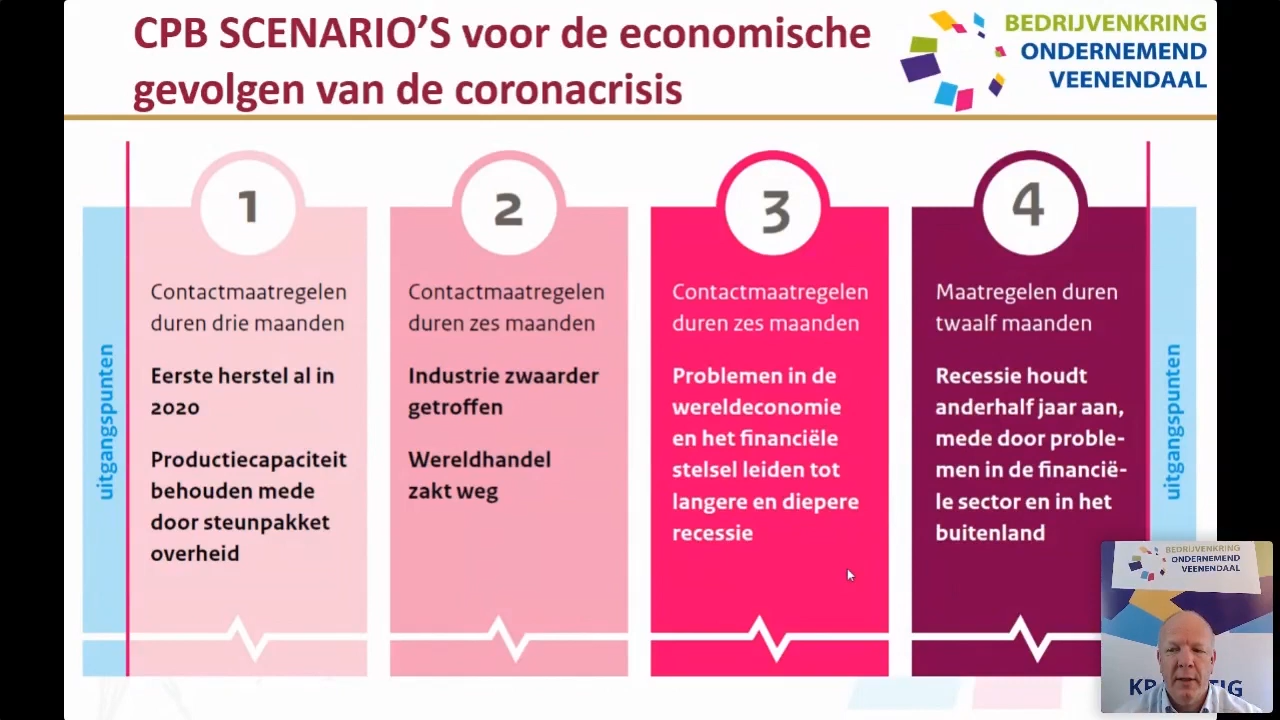 CPB SCENARIO’S voor de economische
gevolgen van de coronacrisis
BEDRIJVENKRING
ONDERNEMEND
VEENENDAAL
uitgangspunten
1
Contactmaatregelen
duren drie maanden
Eerste herstel al in
2020
Productiecapaciteit
behouden mede
door steunpakket
overheid
2
Contactmaatregelen
duren zes maanden
Industrie zwaarder
getroffen
Wereldhandel
zakt weg
3
Contactmaatregelen
duren zes maanden
Problemen in de
wereldeconomie
en het financiële
stelsel leiden tot
langere en diepere
recessie
4
Maatregelen duren
twaalf maanden
Recessie houdt
anderhalf jaar aan,
mede door proble-
men in de financië-
le sector en in het
buitenland
uitgangspunten
BEDRIJVENKRING
ONDERNEMEND
VEENENDAAL